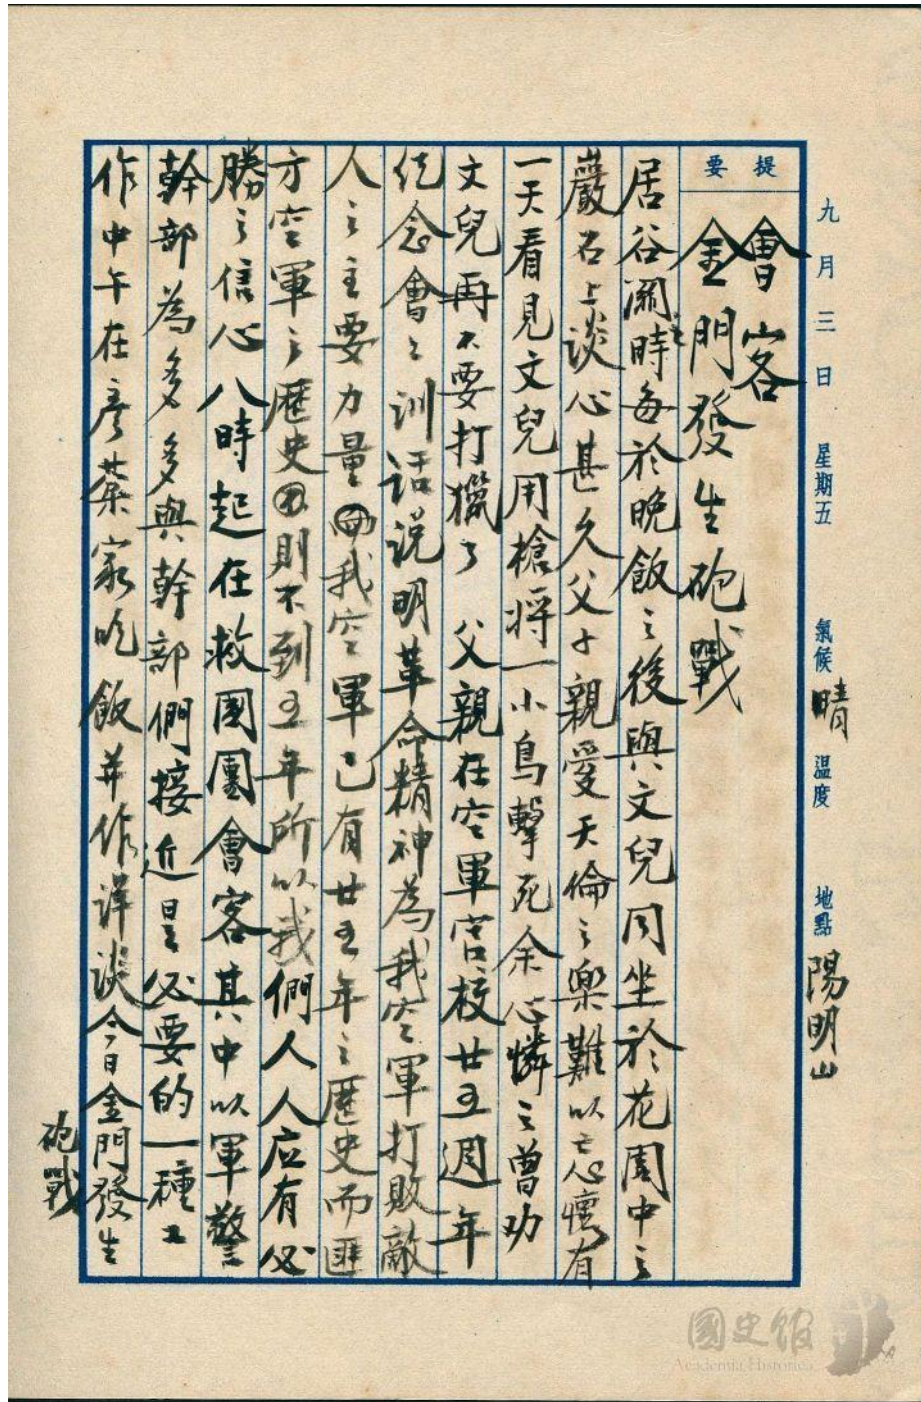 九月三日 星期五 氣候 晴 溫度 地點 陽明山
提要
會客
金門發生砲戰
居谷關時每於晚飯之後與文兒同坐於花園中之
巖石上談心甚久父子親愛天倫之樂難以忘懷有
一天看見文兒用槍將一小鳥擊死余心憐之曾勸
文兒再不要打獵了 父親在空軍官校廿五週年
紀念會之訓話說明革命精神為我空軍打敗敵
人之主要力量我空軍已有廿五年之歷史而匪
方空軍之歷史則不到五年所以我們人人应有必
勝之信心八時起在救國團會客其中以軍警
幹部為多多與幹部們接近是必要的一種工
作中午在彥棻家吃飯并作詳談今日金門發生
砲戰
國史館
Academia Historica